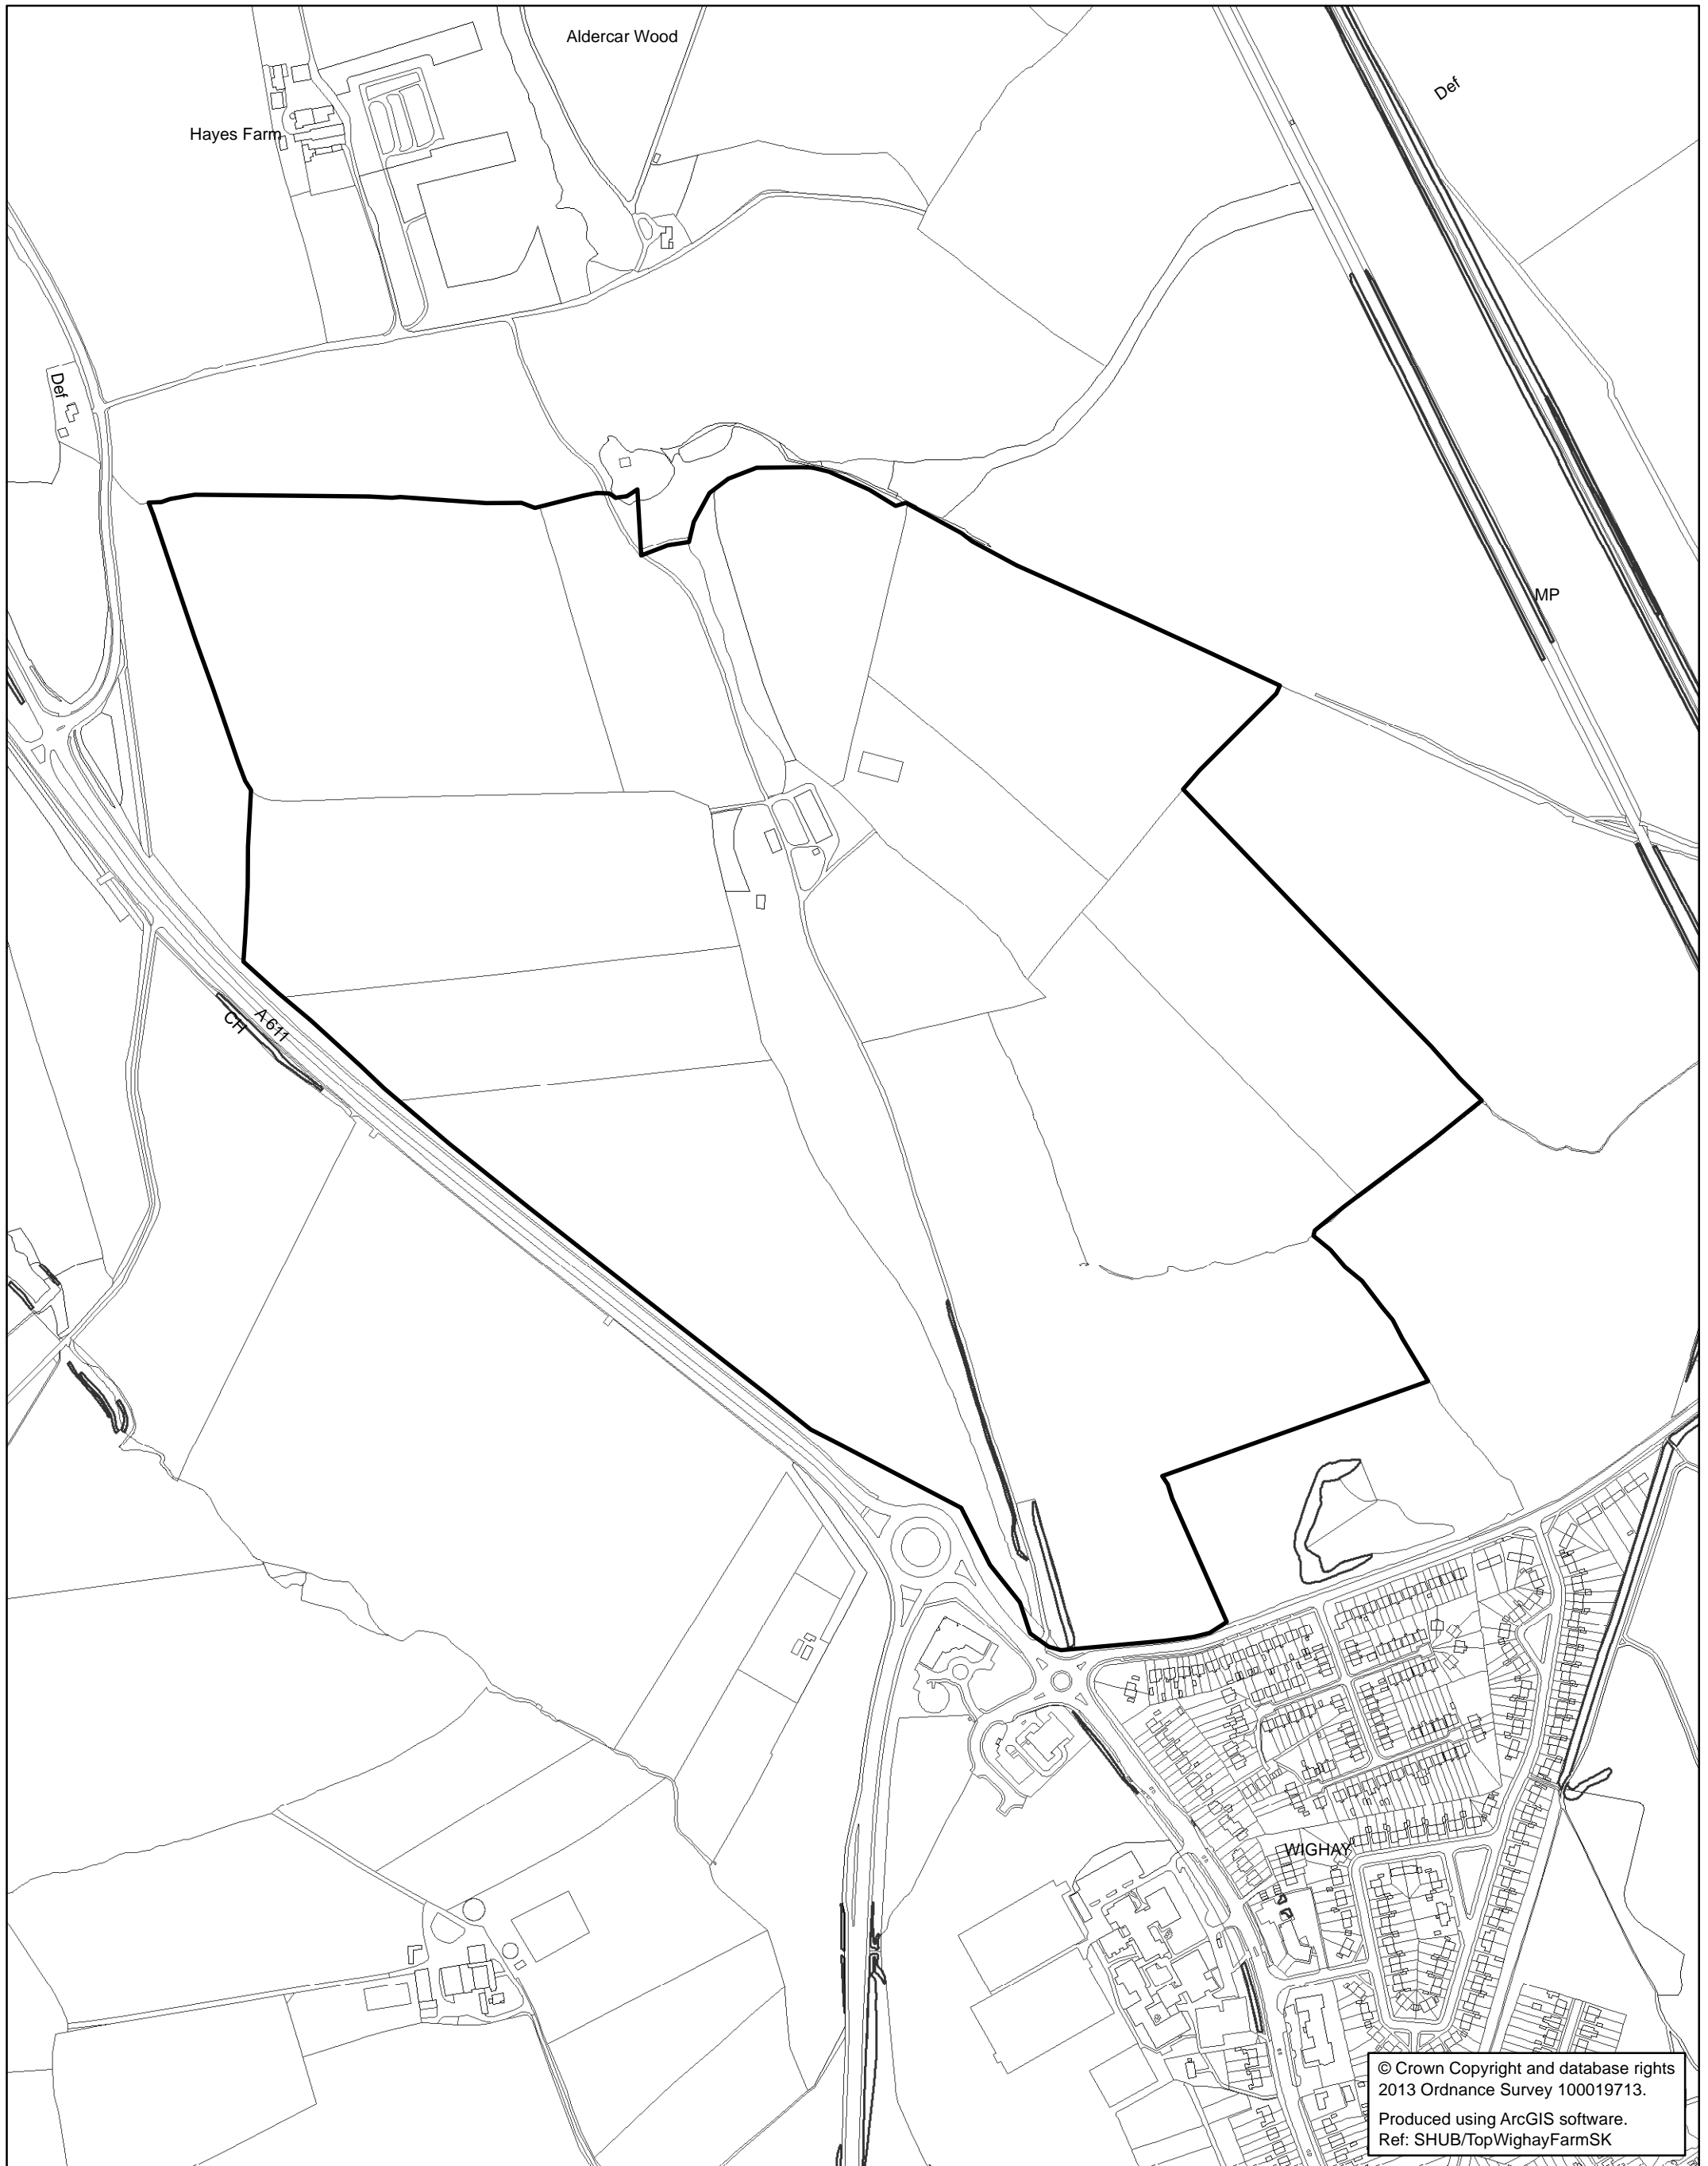 Aldercar Wood
Def
Hayes Farm
Def
MP
A 611
CH
WIGHAY
© Crown Copyright and database rights
2013 Ordnance Survey 100019713.
Produced using ArcGIS software.
Ref: SHUB/TopWighayFarmSK